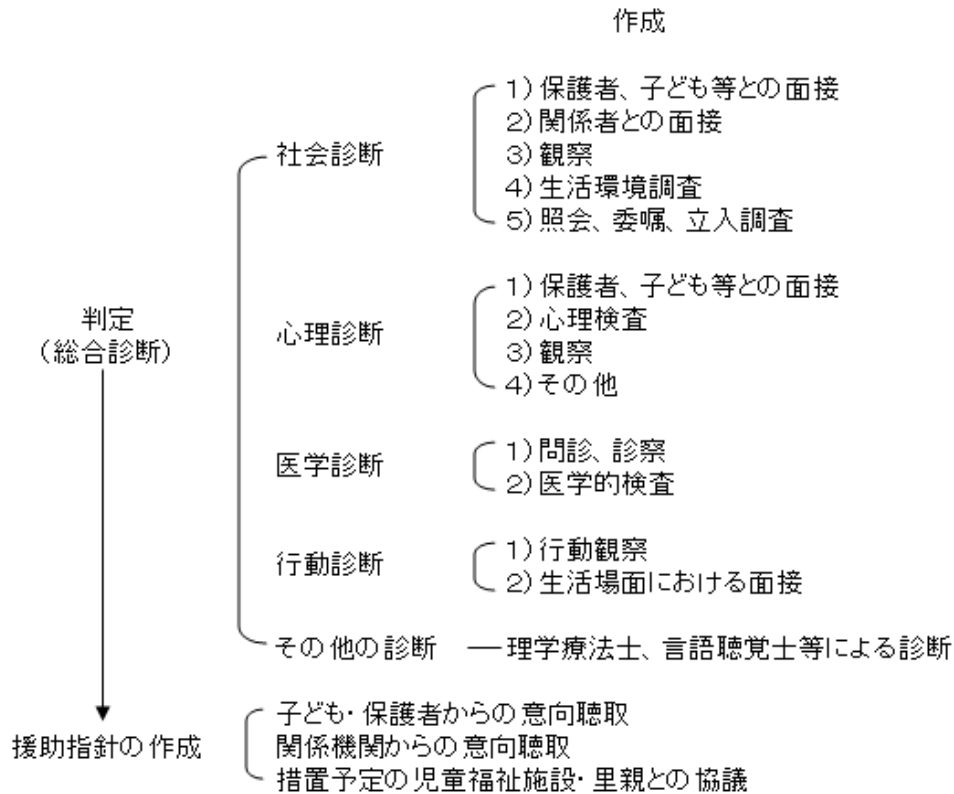 作成
社会診断
1)保護者、子ども等との面接
2)関係者との面接
3)観察
4)生活環境調査
5)照会、委嘱、立入調査
判定
(総合診断)
心理診断
1)保護者、子ども等との面接
2)心理検査
3)観察
4)その他
医学診断
1)問診、診察
2)医学的検査
行動診断
1)行動観察
2)生活場面における面接
その他の診断 ―理学療法士、言語聴覚士等による診断
援助指針の作成
子ども・保護者からの意向聴取
関係機関からの意向聴取
措置予定の児童福祉施設・里親との協議